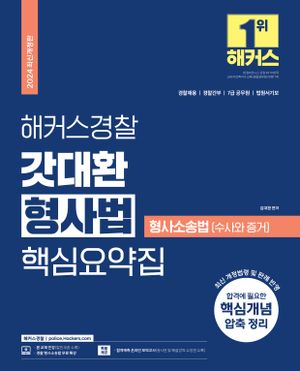 2024 최신개정판
1위
해커스
경찰채용 | 경찰간부 | 7급 공무원 | 법원서기보
해커스경찰
갓대환
형사법
핵심요약집
형사소송법 (수사와 증거)
최신 개정법령 및 판례 반영
합격에 필요한
핵심개념
압축 정리
해커스경찰 | police.Hackers.com